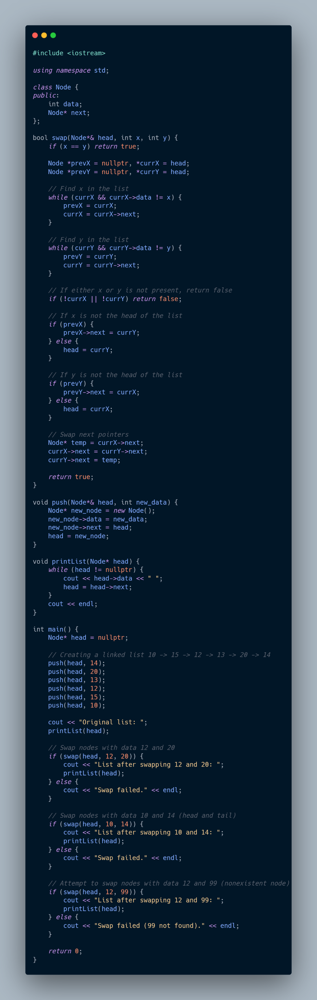 #include <iostream>

using namespace std;

class Node {
public:
    int data;
    Node* next;
};

bool swap(Node*& head, int x, int y) {
    if (x == y) return true;

    Node *prevX = nullptr, *currX = head;
    Node *prevY = nullptr, *currY = head;

    // Find x in the list
    while (currX && currX->data != x) {
        prevX = currX;
        currX = currX->next;
    }

    // Find y in the list
    while (currY && currY->data != y) {
        prevY = currY;
        currY = currY->next;
    }

    // If either x or y is not present, return false
    if (!currX || !currY) return false;

    // If x is not the head of the list
    if (prevX) {
        prevX->next = currY;
    } else {
        head = currY;
    }

    // If y is not the head of the list
    if (prevY) {
        prevY->next = currX;
    } else {
        head = currX;
    }

    // Swap next pointers
    Node* temp = currX->next;
    currX->next = currY->next;
    currY->next = temp;

    return true;
}

void push(Node*& head, int new_data) {
    Node* new_node = new Node();
    new_node->data = new_data;
    new_node->next = head;
    head = new_node;
}

void printList(Node* head) {
    while (head != nullptr) {
        cout << head->data << " ";
        head = head->next;
    }
    cout << endl;
}

int main() {
    Node* head = nullptr;

    // Creating a linked list 10 -> 15 -> 12 -> 13 -> 20 -> 14
    push(head, 14);
    push(head, 20);
    push(head, 13);
    push(head, 12);
    push(head, 15);
    push(head, 10);

    cout << "Original list: ";
    printList(head);

    // Swap nodes with data 12 and 20
    if (swap(head, 12, 20)) {
        cout << "List after swapping 12 and 20: ";
        printList(head);
    } else {
        cout << "Swap failed." << endl;
    }

    // Swap nodes with data 10 and 14 (head and tail)
    if (swap(head, 10, 14)) {
        cout << "List after swapping 10 and 14: ";
        printList(head);
    } else {
        cout << "Swap failed." << endl;
    }

    // Attempt to swap nodes with data 12 and 99 (nonexistent node)
    if (swap(head, 12, 99)) {
        cout << "List after swapping 12 and 99: ";
        printList(head);
    } else {
        cout << "Swap failed (99 not found)." << endl;
    }

    return 0;
}